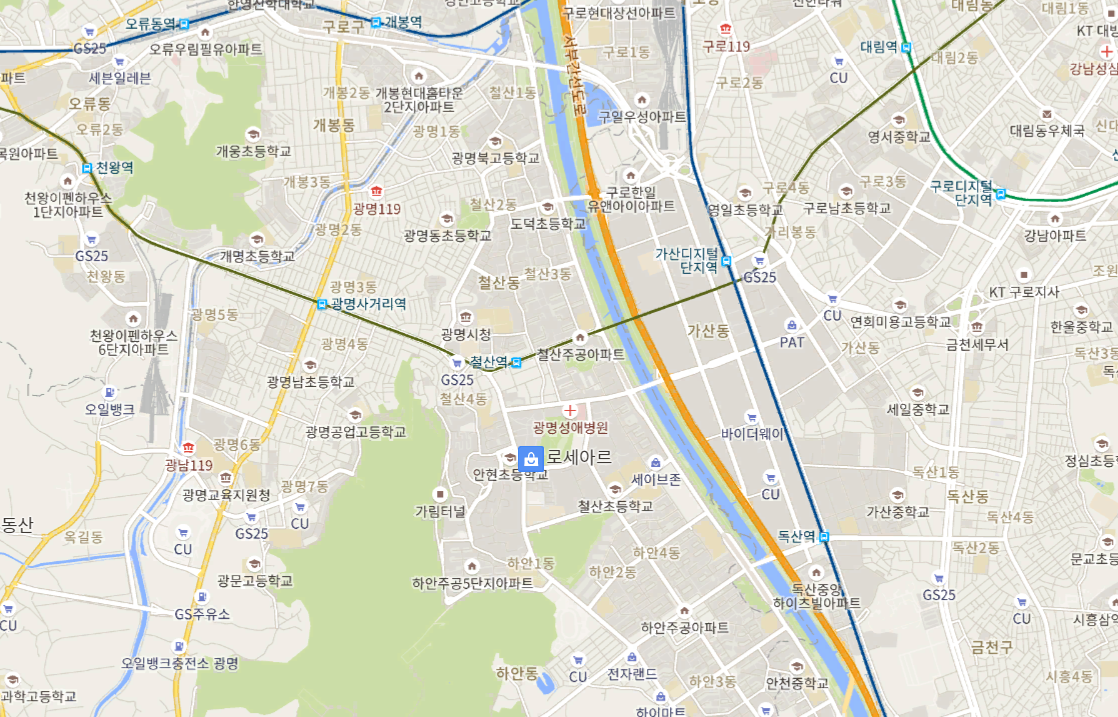 한영신학대학교
오류동역
구로구
개봉역
구로현대상선아파트
GS25
오류우림필유아파트
서부간선도로
구로1동
구로119
CU
대림역
대림동
대림1동
대림2동
KT 대방
강남성심
파트
세븐일레븐
개봉2동
개봉현대홈타운
2단지아파트
철산1동
구로2동
오류동
오류2동
개봉동
광명1동
구일우성아파트
영서중학교
대림동우체국
신대
목원아파트
개웅초등학교
광명북고등학교
천왕역
천왕이펜하우스
1단지아파트
개봉3동
광명119
철산2동
구로한일
유앤아이아파트
구로4동
구로3동
구로디지털
단지역
광명2동
광명동초등학교
도덕초등학교
영일초등학교
구로남초등학교
가리봉동
강남아파트
GS25
개명초등학교
가산디지털
단지역
천왕동
철산3동
철산동
GS25
조원
KT 구로지사
광명3동
광명사거리역
광명5동
광명시청
가산동
CU
PAT
연희미용고등학교
한울중학교
천왕이펜하우스
6단지아파트
광명4동
철산역
철산주공아파트
가산동
금천세무서
독산3동
독
GS25
광명남초등학교
철산4동
오일뱅크
세일중학교
광명공업고등학교
광명성애병원
바이더웨이
광명6동
광남119
로세아르
안현초등학교
정심초등
세이브존
독산1동
CU
광명교육지원청
광명7동
가림터널
철산초등학교
가산중학교
독산동
독산4동
동산
옥길동
CU
GS25
CU
독산역
독산2동
하안4동
하안1동
하안2동
문교초등
광문고등학교
하안주공5단지아파트
독산중앙
하이츠빌아파트
GS25
CU
GS주유소
CU
하안주공아파트
시흥삼익
금천구
오일뱅크충전소 광명
하안동
CU
전자랜드
하안3동
안천중학교
시흥4동
과학고등학교
하이마트